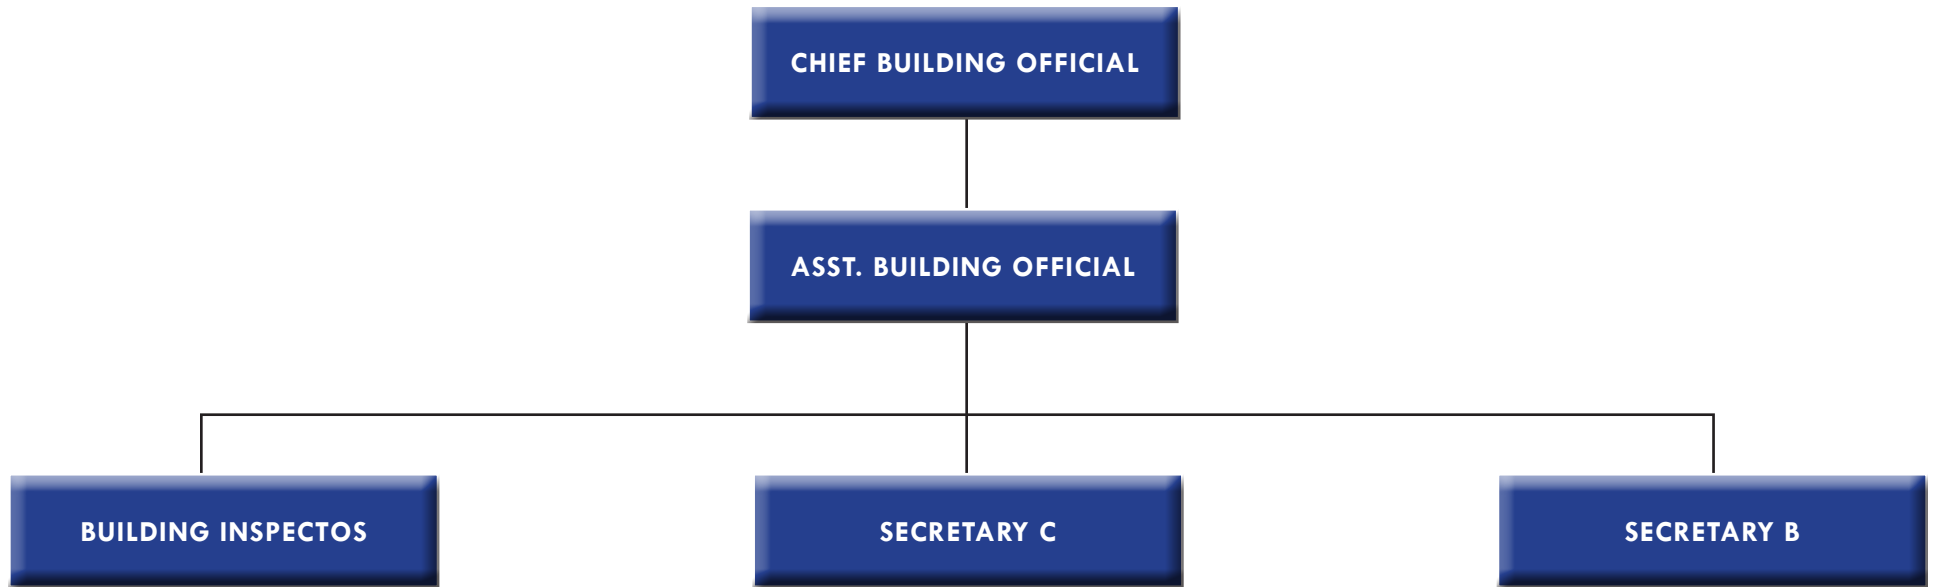 CHIEF BUILDING OFFICIAL
ASST. BUILDING OFFICIAL
BUILDING INSPECTOS
SECRETARY C
SECRETARY B